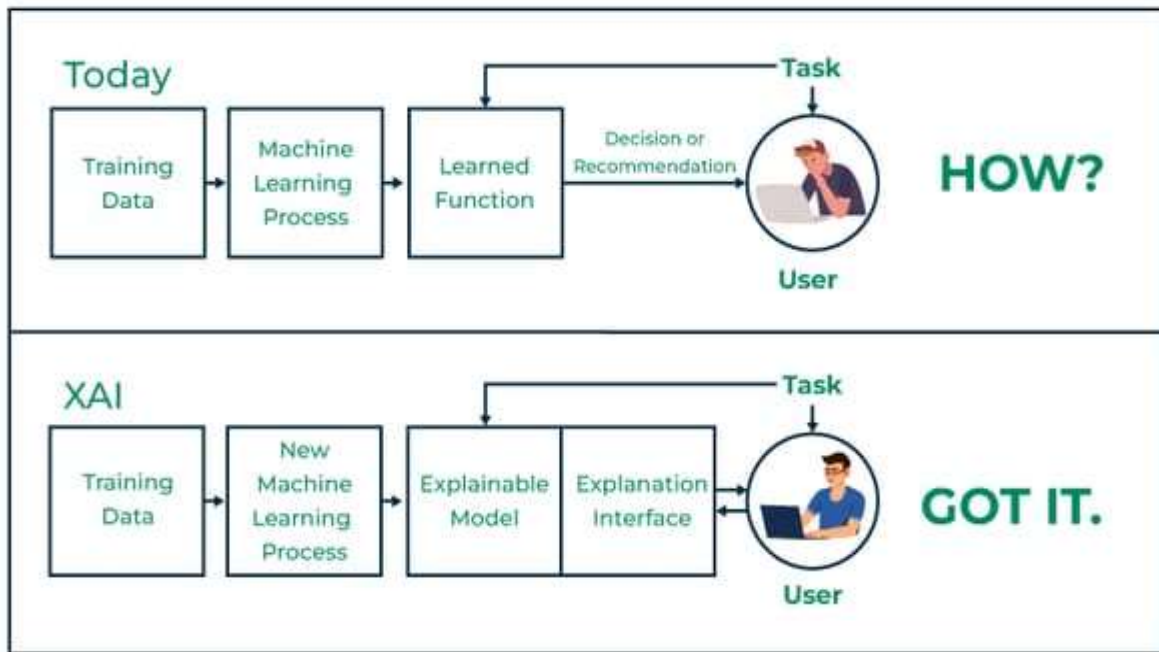 Today
Task
Training
Data
Machine
Learning
Process
Learned
Function
Decision or
Recommendation
HOW?
User
XAI
Task
Training
Data
New
Machine
Learning
Process
Explainable
Model
Explanation
Interface
GOT IT.
User